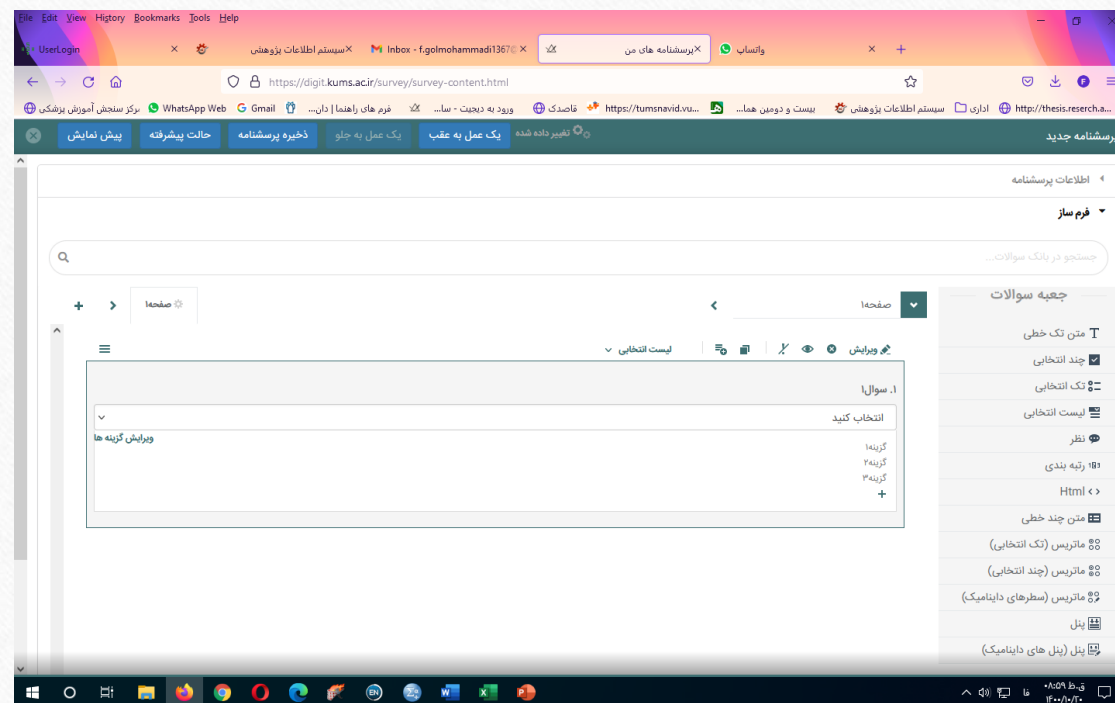 File Edit View History Bookmarks Tools Help
UserLogin
سیستم اطلاعات پژوهشی
Inbox - f.golmohammadi1367@
پرسشنامه های من
واتساپ
https://digit.kums.ac.ir/survey/survey-content.html
مرکز سنجش آموزش پزشکی
WhatsApp Web
Gmail
فرم های راهنما | دان...
ورود به دیجیت - سا...
قاصدک
https://tumsnavid.vu...
بیست و دومین هما...
سیستم اطلاعات پژوهشی
اداری
http://thesis.reserch.a...
پرسشنامه جدید
تغییر داده شده
یک عمل به عقب
یک عمل به جلو
ذخیره پرسشنامه
حالت پیشرفته
پیش نمایش
اطلاعات پرسشنامه
فرم ساز
جستجو در بانک سوالات...
جعبه سوالات
متن تک خطی
چند انتخابی
تک انتخابی
لیست انتخابی
نظر
رتبه بندی
Html
متن چند خطی
ماتریس (تک انتخابی)
ماتریس (چند انتخابی)
ماتریس (سطرهای داینامیک)
پنل
پنل (پنل های داینامیک)
صفحه۱
صفحه۱
ویرایش
لیست انتخابی
۱. سوال۱
انتخاب کنید
ویرایش گزینه ها
گزینه۱
گزینه۲
گزینه۳
فا
۰۸:۵۹ ق.ظ
۱۴۰۰/۱۰/۲۰